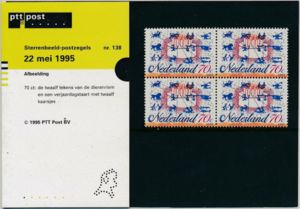 ptt post
Sterrenbeeld-postzegels nr. 138
22 mei 1995
Afbeelding
70 ct: de twaalf tekens van de dierenriem
en een verjaardagstaart met twaalf
kaarsjes
© 1995 PTT Post BV
Nederland 70c
Nederland 70c
Nederland 70c
Nederland 70c